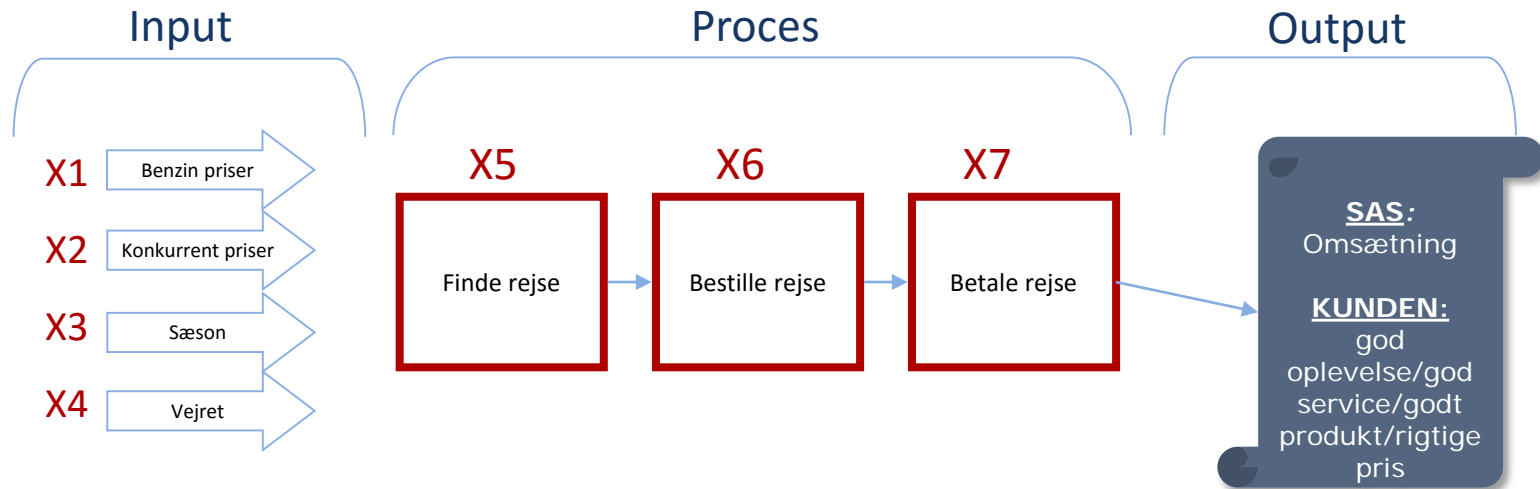 Input
Proces
Output
X1
Benzin priser
X2
Konkurrent priser
X3
Sæson
X4
Vejret
X5
X6
X7
Finde rejse
Bestille rejse
Betale rejse
SAS:
Omsætning
KUNDEN:
god
oplevelse/god
service/godt
produkt/rigtige
pris